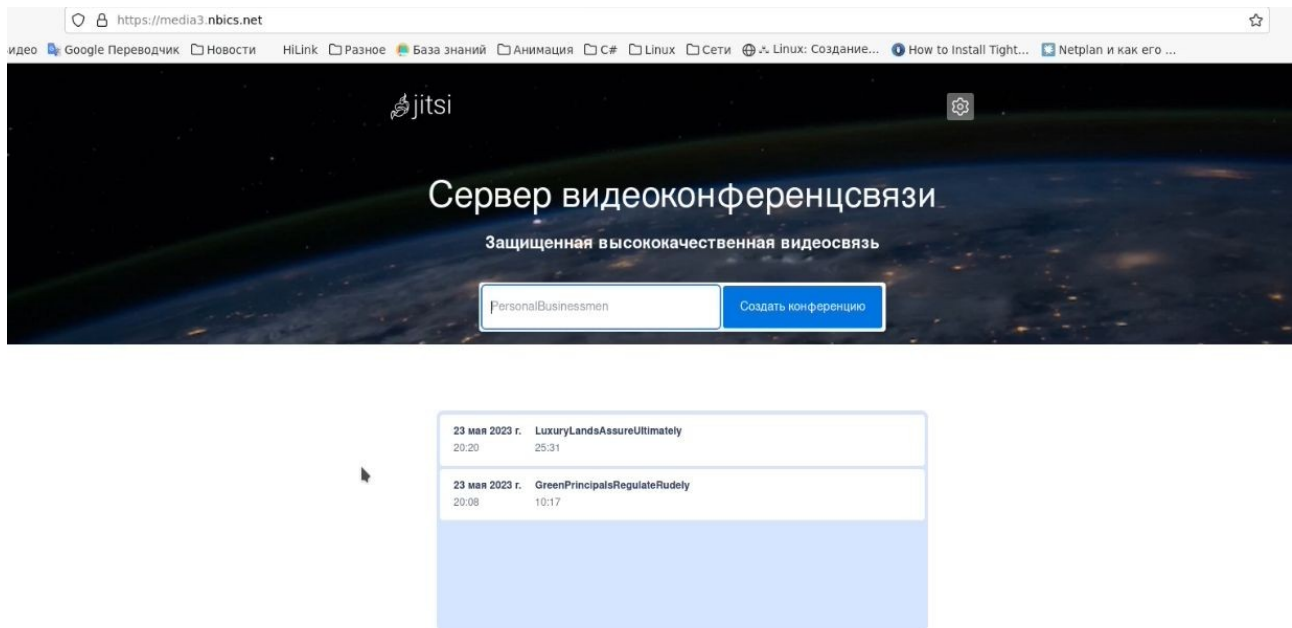 https://media3.nbics.net
идео Google Переводчик Новости HiLink Разное База знаний Анимация C# Linux Сети Linux: Создание... How to Install Tight... Netplan и как его ...
jitsi
Сервер видеоконференцсвязи
Защищенная высококачественная видеосвязь
PersonalBusinessmen Создать конференцию
23 мая 2023 г. LuxuryLandsAssureUltimately
20:20 25:31
23 мая 2023 г. GreenPrincipalsRegulateRudely
20:08 10:17